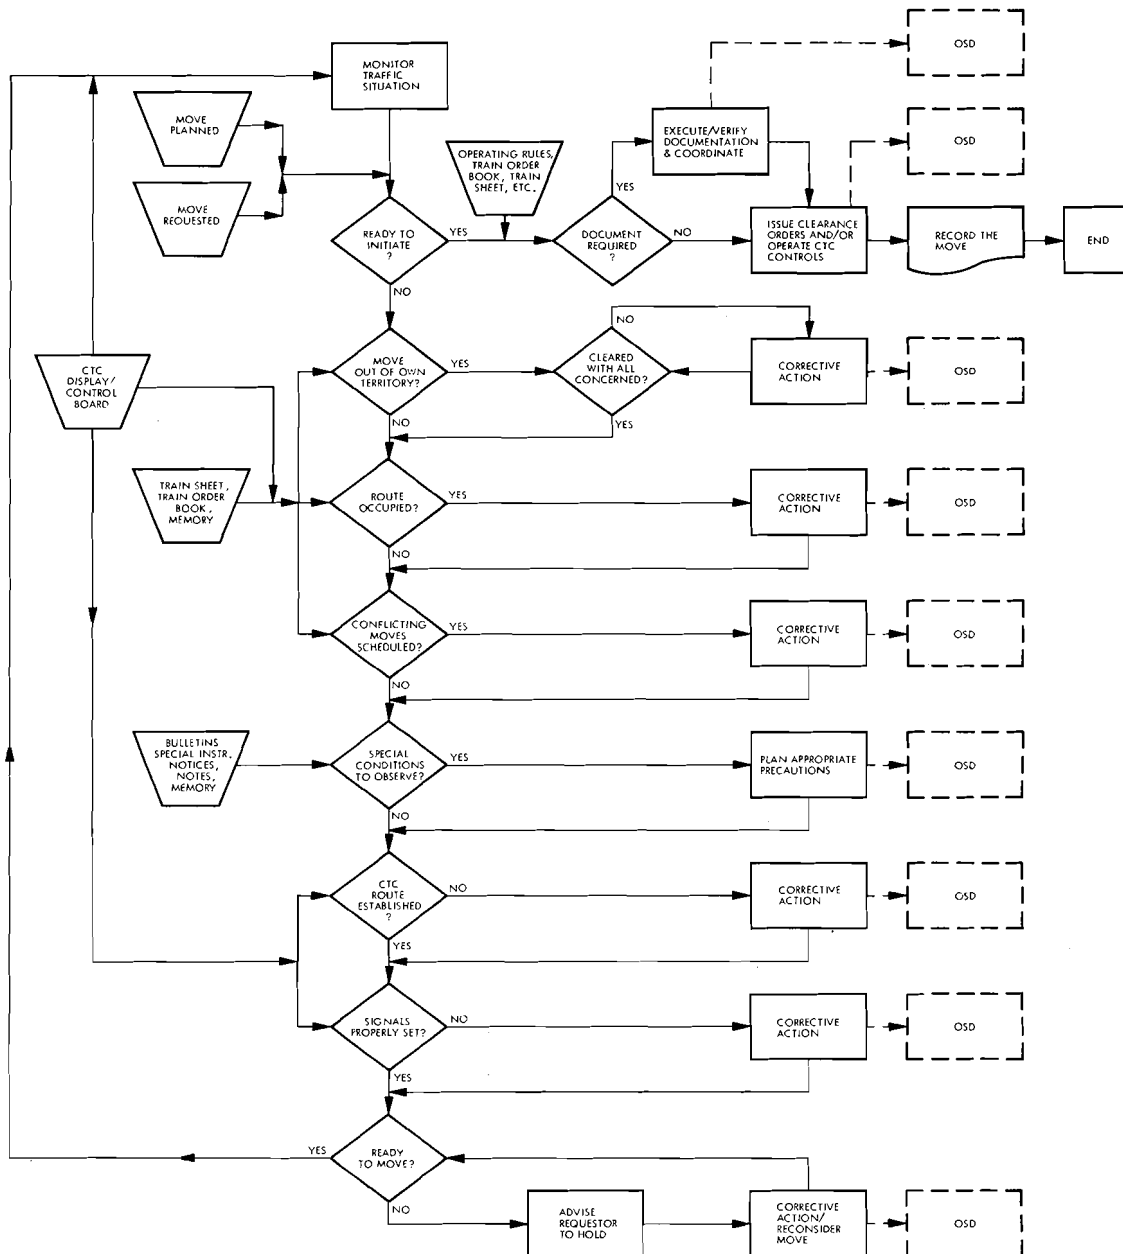 OSD
MONITOR
TRAFFIC
SITUATION
MOVE
PLANNED
EXECUTE/VERIFY
DOCUMENTATION
& COORDINATE
OSD
OPERATING RULES,
TRAIN ORDER
BOOK, TRAIN
SHEET, ETC.
YES
MOVE
REQUESTED
READY TO
INITIATE
?
YES
DOCUMENT
REQUIRED
?
NO
ISSUE CLEARANCE
ORDERS AND/OR
OPERATE CTC
CONTROLS
RECORD THE
MOVE
END
NO
NO
CTC
DISPLAY/
CONTROL
BOARD
MOVE
OUT OF OWN
TERRITORY?
YES
CLEARED
WITH ALL
CONCERNED?
CORRECTIVE
ACTION
OSD
NO
YES
TRAIN SHEET,
TRAIN ORDER
BOOK,
MEMORY
ROUTE
OCCUPIED?
YES
CORRECTIVE
ACTION
OSD
NO
CONFLICTING
MOVES
SCHEDULED?
YES
CORRECTIVE
ACTION
OSD
NO
BULLETINS
SPECIAL INSTR.
NOTICES,
NOTES,
MEMORY
SPECIAL
CONDITIONS
TO OBSERVE?
YES
PLAN APPROPRIATE
PRECAUTIONS
OSD
NO
CTC
ROUTE
ESTABLISHED
?
NO
CORRECTIVE
ACTION
OSD
YES
SIGNALS
PROPERLY SET?
NO
CORRECTIVE
ACTION
OSD
YES
YES
READY
TO MOVE?
NO
ADVISE
REQUESTOR
TO HOLD
CORRECTIVE
ACTION/
RECONSIDER
MOVE
OSD